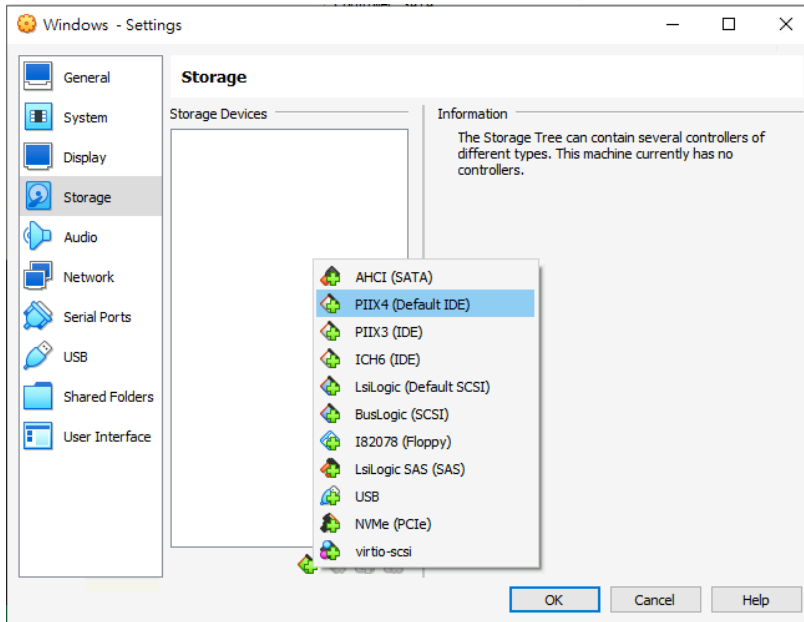 Windows - Settings
General
System
Display
Storage
Audio
Network
Serial Ports
USB
Shared Folders
User Interface
Storage
Storage Devices
Information
The Storage Tree can contain several controllers of
different types. This machine currently has no
controllers.
AHCI (SATA)
PIIX4 (Default IDE)
PIIX3 (IDE)
ICH6 (IDE)
LsiLogic (Default SCSI)
BusLogic (SCSI)
I82078 (Floppy)
LsiLogic SAS (SAS)
USB
NVMe (PCIe)
virtio-scsi
OK
Cancel
Help